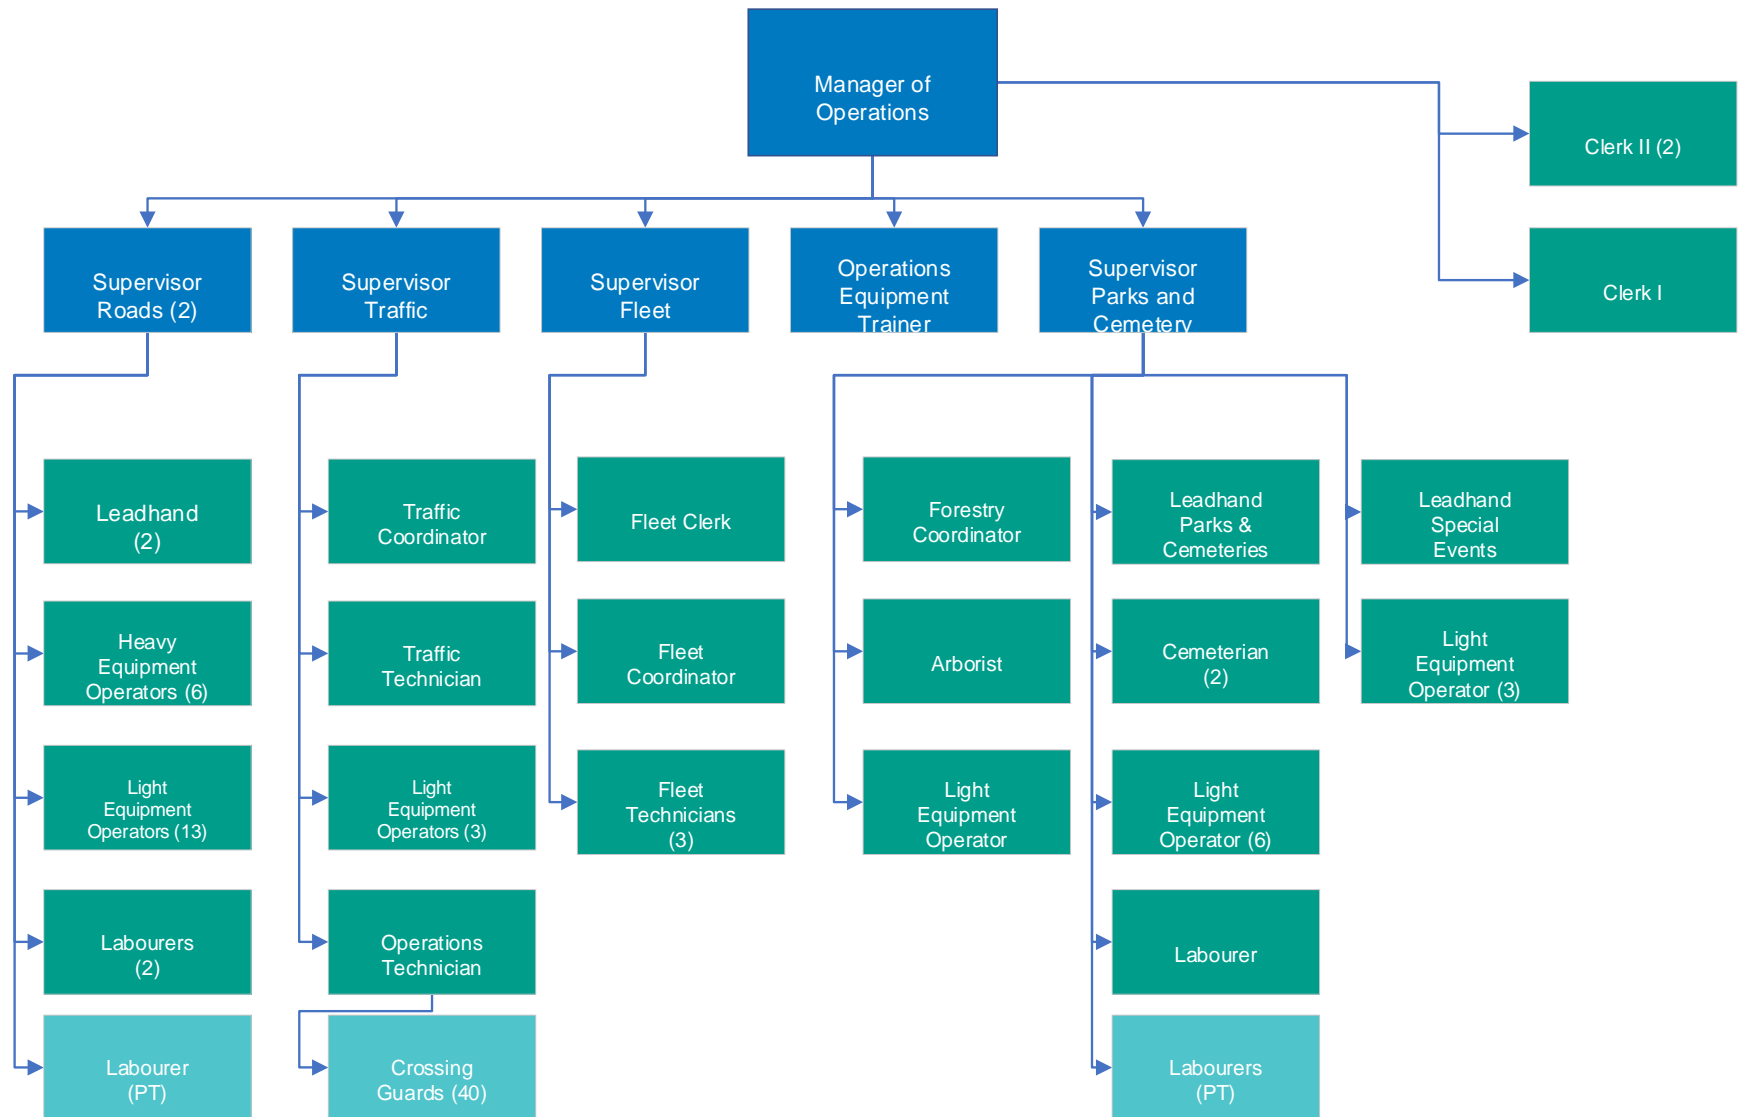 Manager of
Operations
Clerk II (2)
Clerk I
Supervisor
Roads (2)
Supervisor
Traffic
Supervisor
Fleet
Operations
Equipment
Trainer
Supervisor
Parks and
Cemetery
Leadhand
(2)
Traffic
Coordinator
Fleet Clerk
Forestry
Coordinator
Leadhand
Parks &
Cemeteries
Leadhand
Special
Events
Heavy
Equipment
Operators (6)
Traffic
Technician
Fleet
Coordinator
Arborist
Cemeterian
(2)
Light
Equipment
Operator (3)
Light
Equipment
Operators (13)
Light
Equipment
Operators (3)
Fleet
Technicians
(3)
Light
Equipment
Operator
Light
Equipment
Operator (6)
Labourers
(2)
Operations
Technician
Labourer
Labourer
(PT)
Crossing
Guards (40)
Labourers
(PT)